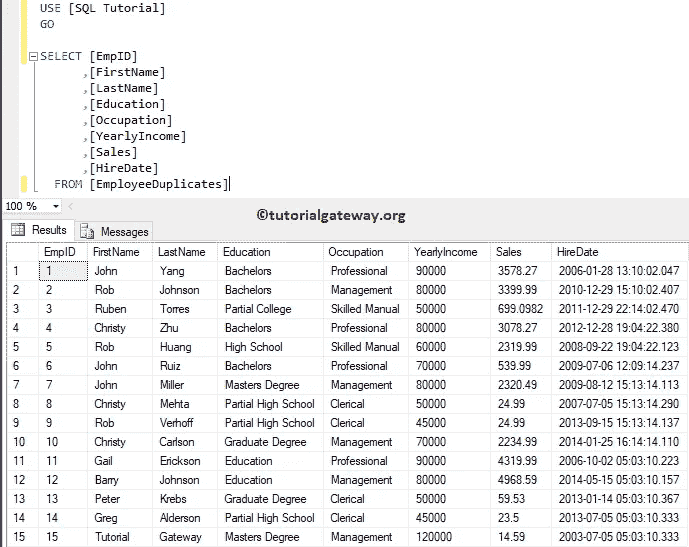 USE [SQL Tutorial]
GO
SELECT [EmpID]
,[FirstName]
,[LastName]
,[Education]
,[Occupation]
,[YearlyIncome]
,[Sales]
,[HireDate]
FROM [EmployeeDuplicates]
100 %
©tutorialgateway.org
Results Messages
EmpID FirstName LastName Education Occupation YearlyIncome Sales HireDate
1 1 John Yang Bachelors Professional 90000 3578.27 2006-01-28 13:10:02.047
2 2 Rob Johnson Bachelors Management 80000 3399.99 2010-12-29 15:10:02.407
3 3 Ruben Torres Partial College Skilled Manual 50000 699.0982 2011-12-29 22:14:02.470
4 4 Christy Zhu Bachelors Professional 80000 3078.27 2012-12-28 19:04:22.380
5 5 Rob Huang High School Skilled Manual 60000 2319.99 2008-09-22 19:04:22.123
6 6 John Ruiz Bachelors Professional 70000 539.99 2009-07-06 12:09:14.237
7 7 John Miller Masters Degree Management 80000 2320.49 2009-08-12 15:13:14.113
8 8 Christy Mehta Partial High School Clerical 50000 24.99 2007-07-05 15:13:14.290
9 9 Rob Verhoff Partial High School Clerical 45000 24.99 2013-09-15 15:13:14.137
10 10 Christy Carlson Graduate Degree Management 70000 2234.99 2014-01-25 16:14:14.110
11 11 Gail Erickson Education Professional 90000 4319.99 2006-10-02 05:03:10.223
12 12 Barry Johnson Education Management 80000 4968.59 2014-05-15 05:03:10.157
13 13 Peter Krebs Graduate Degree Clerical 50000 59.53 2013-01-14 05:03:10.367
14 14 Greg Alderson Partial High School Clerical 45000 23.5 2013-07-05 05:03:10.333
15 15 Tutorial Gateway Masters Degree Management 120000 14.59 2003-07-05 05:03:10.333